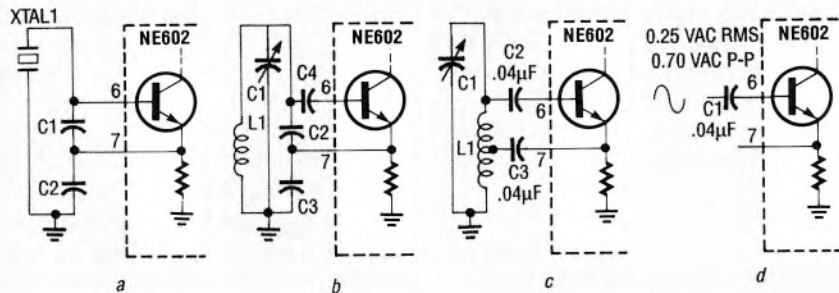 XTAL1
NE602
6
C1
7
C2
a
NE602
C4
6
C1
L1
C2
7
C3
b
NE602
C2
.04µF
C1
6
L1
7
C3
.04µF
c
0.25 VAC RMS
0.70 VAC P-P
NE602
6
C1
.04µF
7
d